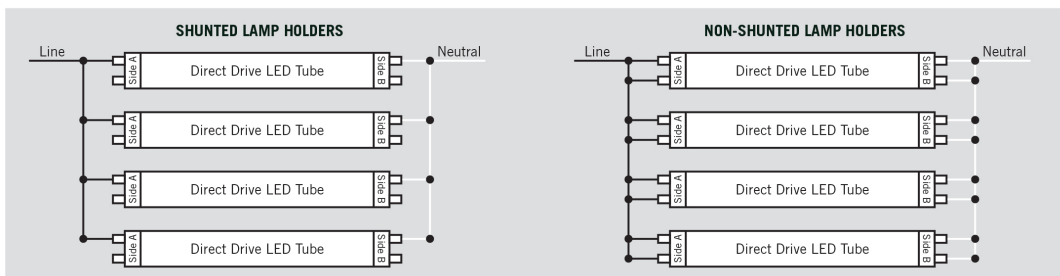 SHUNTED LAMP HOLDERS
Line
Neutral
Side A
Direct Drive LED Tube
Side B
Side A
Direct Drive LED Tube
Side B
Side A
Direct Drive LED Tube
Side B
Side A
Direct Drive LED Tube
Side B
NON-SHUNTED LAMP HOLDERS
Line
Neutral
Side A
Direct Drive LED Tube
Side B
Side A
Direct Drive LED Tube
Side B
Side A
Direct Drive LED Tube
Side B
Side A
Direct Drive LED Tube
Side B